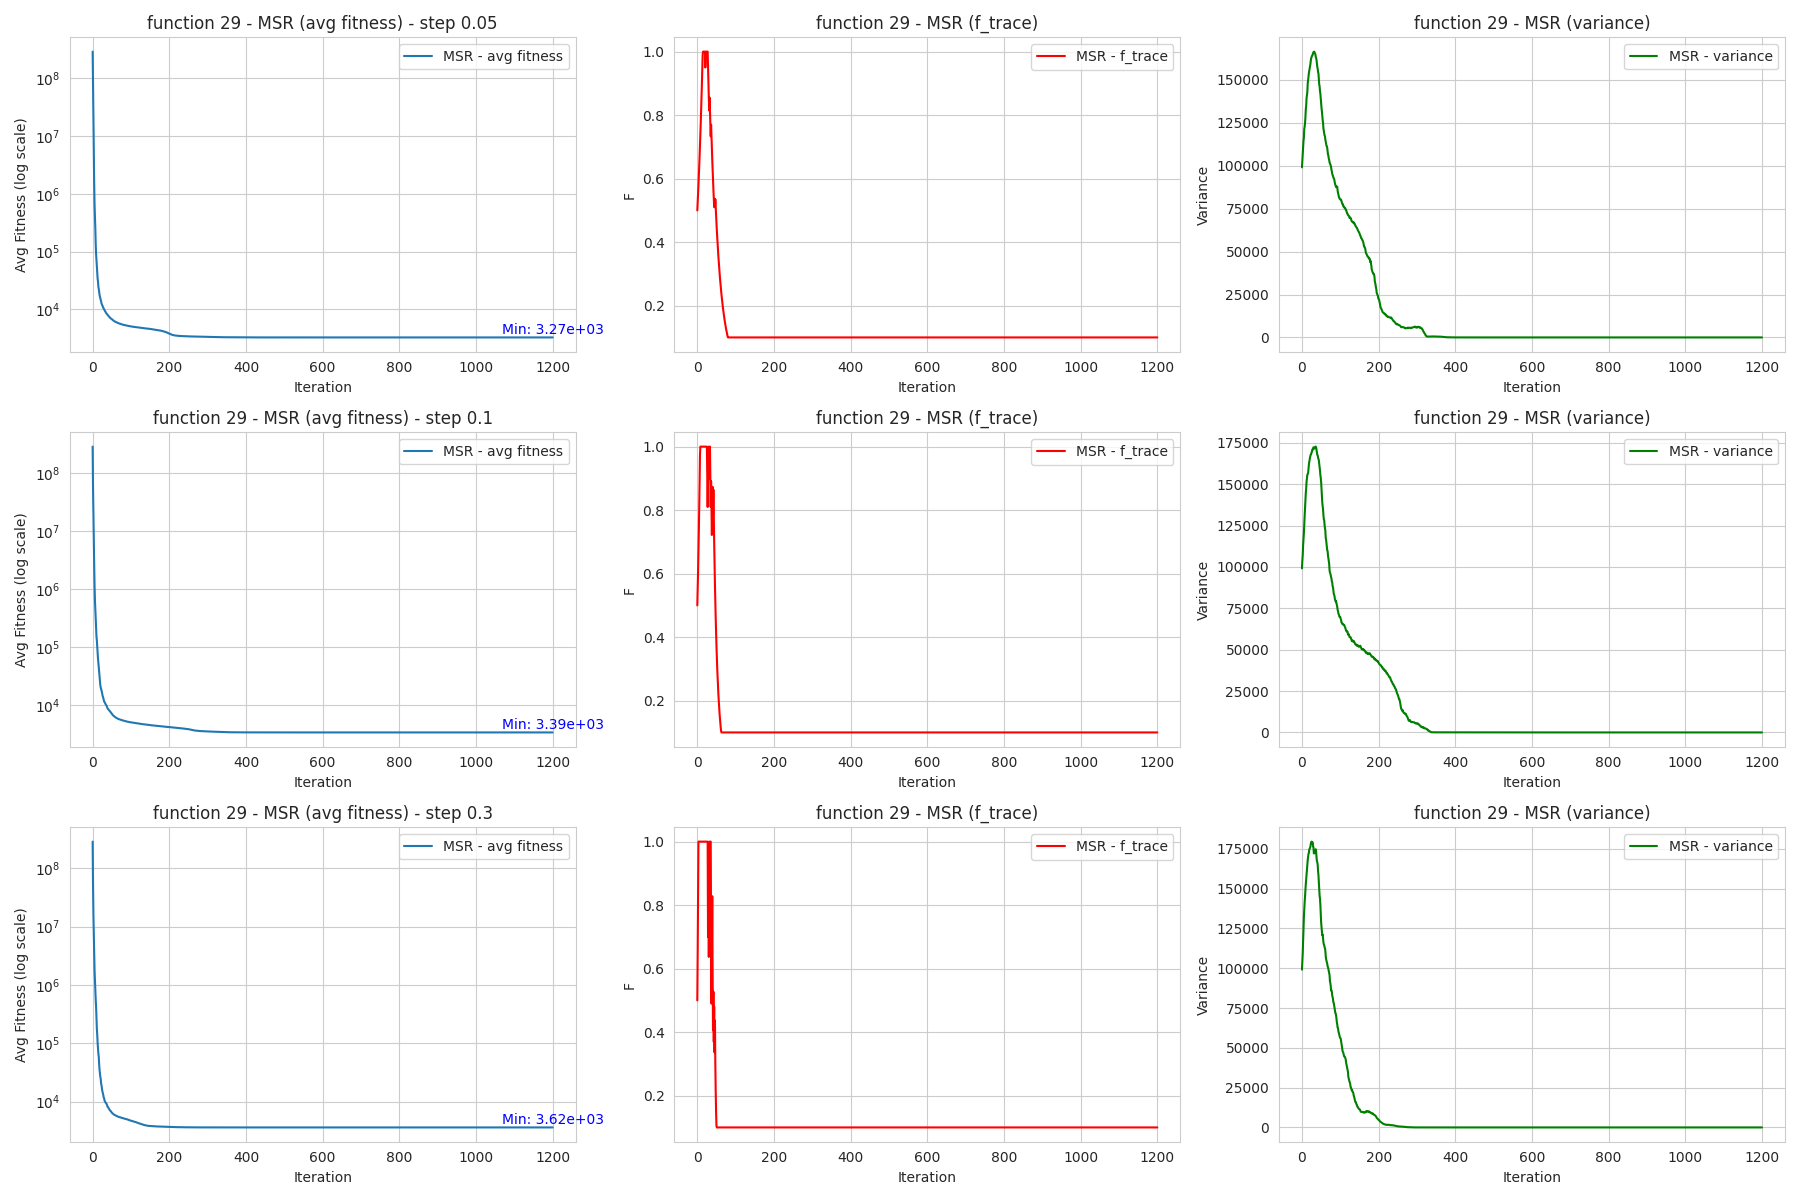 function 29 - MSR (avg fitness) - step 0.05
MSR - avg fitness
Avg Fitness (log scale)
10^8
10^7
10^6
10^5
10^4
Min: 3.27e+03
0 200 400 600 800 1000 1200
Iteration
function 29 - MSR (f_trace)
MSR - f_trace
F
1.0
0.8
0.6
0.4
0.2
0 200 400 600 800 1000 1200
Iteration
function 29 - MSR (variance)
MSR - variance
Variance
150000
125000
100000
75000
50000
25000
0
0 200 400 600 800 1000 1200
Iteration
function 29 - MSR (avg fitness) - step 0.1
MSR - avg fitness
Avg Fitness (log scale)
10^8
10^7
10^6
10^5
10^4
Min: 3.39e+03
0 200 400 600 800 1000 1200
Iteration
function 29 - MSR (f_trace)
MSR - f_trace
F
1.0
0.8
0.6
0.4
0.2
0 200 400 600 800 1000 1200
Iteration
function 29 - MSR (variance)
MSR - variance
Variance
175000
150000
125000
100000
75000
50000
25000
0
0 200 400 600 800 1000 1200
Iteration
function 29 - MSR (avg fitness) - step 0.3
MSR - avg fitness
Avg Fitness (log scale)
10^8
10^7
10^6
10^5
10^4
Min: 3.62e+03
0 200 400 600 800 1000 1200
Iteration
function 29 - MSR (f_trace)
MSR - f_trace
F
1.0
0.8
0.6
0.4
0.2
0 200 400 600 800 1000 1200
Iteration
function 29 - MSR (variance)
MSR - variance
Variance
175000
150000
125000
100000
75000
50000
25000
0
0 200 400 600 800 1000 1200
Iteration